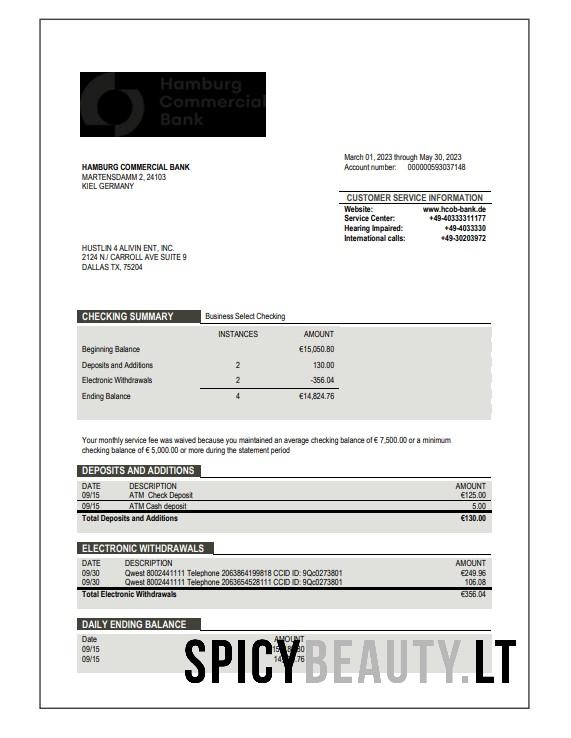 Hamburg
Commercial
Bank
March 01, 2023 through May 30, 2023
Account number: 000000593037148
HAMBURG COMMERCIAL BANK
MARTENSDAMM 2, 24103
KIEL GERMANY
CUSTOMER SERVICE INFORMATION
Website: www.hcob-bank.de
Service Center: +49-40333311177
Hearing Impaired: +49-4033330
International calls: +49-30203972
HUSTLIN 4 ALIVIN ENT, INC.
2124 N./ CARROLL AVE SUITE 9
DALLAS TX, 75204
CHECKING SUMMARY Business Select Checking
INSTANCES AMOUNT
Beginning Balance €15,050.80
Deposits and Additions 2 130.00
Electronic Withdrawals 2 -356.04
Ending Balance 4 €14,824.76
Your monthly service fee was waived because you maintained an average checking balance of € 7,500.00 or a minimum
checking balance of € 5,000.00 or more during the statement period
DEPOSITS AND ADDITIONS
DATE DESCRIPTION AMOUNT
09/15 ATM Check Deposit €125.00
09/15 ATM Cash deposit 5.00
Total Deposits and Additions €130.00
ELECTRONIC WITHDRAWALS
DATE DESCRIPTION AMOUNT
09/30 Qwest 8002441111 Telephone 2063864199818 CCID ID: 9Qc0273801 €249.96
09/30 Qwest 8002441111 Telephone 2063654528111 CCID ID: 9Qc0273801 106.08
Total Electronic Withdrawals €356.04
DAILY ENDING BALANCE
Date AMOUNT
09/15
09/15
SPICYBEAUTY.LT